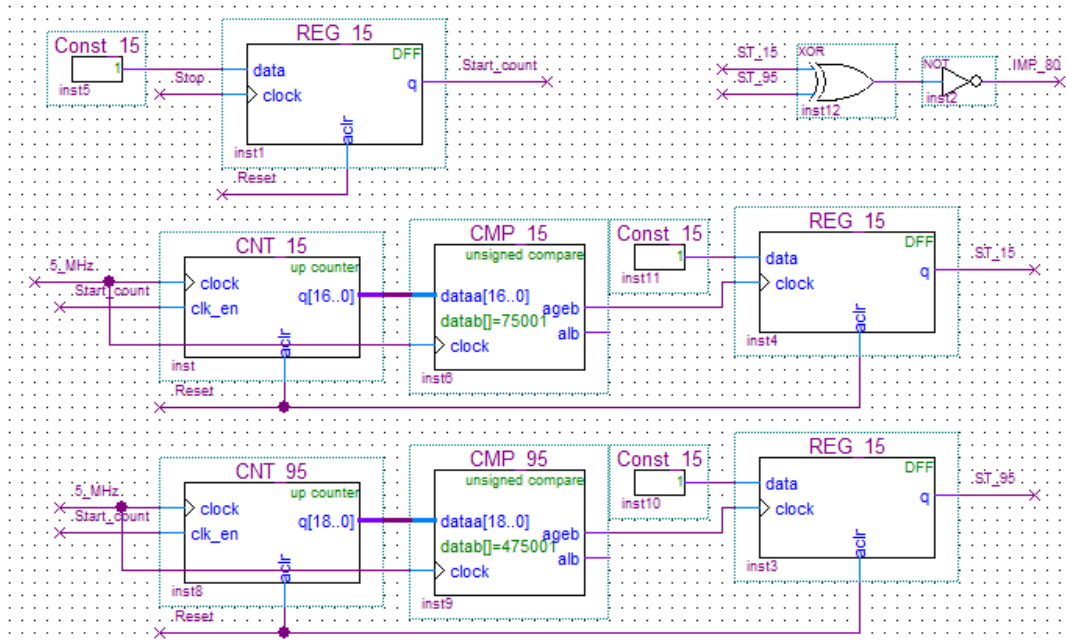 REG_15
Const_15
DFF
1
data
Stop
clock
q
Start_count
aclr
inst5
inst1
Reset
S.T_15
S.T_95
XOR
inst12
NOT
inst2
IMP_80
CNT_15
up counter
.5_MHz
clock
Start_count
clk_en
q[16..0]
aclr
inst
Reset
CMP_15
unsigned compare
dataa[16..0]
ageb
datab[]=75001
alb
clock
inst6
Const_15
1
inst11
REG_15
DFF
data
clock
q
aclr
inst4
S.T_15
CNT_95
up counter
.5_MHz
clock
Start_count
clk_en
q[18..0]
aclr
inst8
Reset
CMP_95
unsigned compare
dataa[18..0]
ageb
datab[]=475001
alb
clock
inst9
Const_15
1
inst10
REG_15
DFF
data
clock
q
aclr
inst3
S.T_95